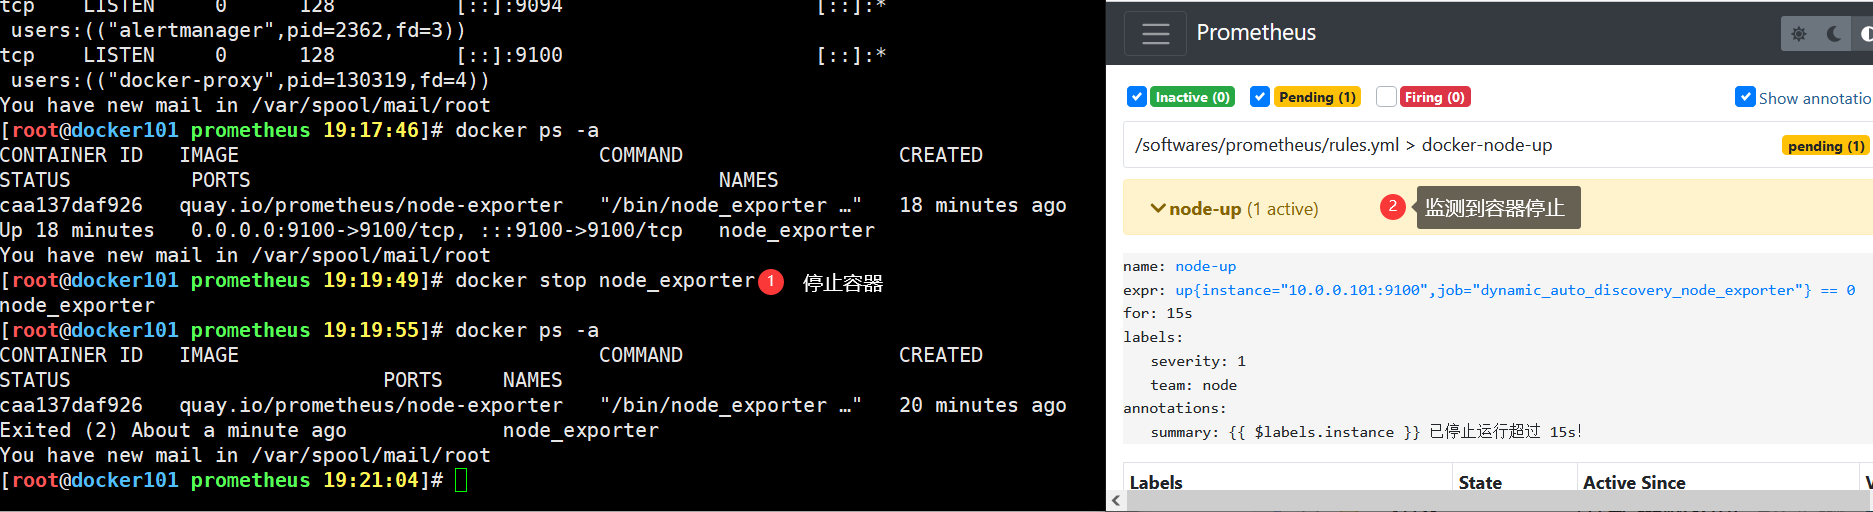 tcp    LISTEN     0      128          [::]:9094                     [::]:*
 users:(("alertmanager",pid=2362,fd=3))
tcp    LISTEN     0      128          [::]:9100                     [::]:*
 users:(("docker-proxy",pid=130319,fd=4))
You have new mail in /var/spool/mail/root
[root@docker101 prometheus 19:17:46]# docker ps -a
CONTAINER ID   IMAGE                              COMMAND                  CREATED
STATUS          PORTS                                       NAMES
caa137daf926   quay.io/prometheus/node-exporter   "/bin/node_exporter …"   18 minutes ago
Up 18 minutes   0.0.0.0:9100->9100/tcp, :::9100->9100/tcp   node_exporter
You have new mail in /var/spool/mail/root
[root@docker101 prometheus 19:19:49]# docker stop node_exporter 1 停止容器
node_exporter
[root@docker101 prometheus 19:19:55]# docker ps -a
CONTAINER ID   IMAGE                              COMMAND                  CREATED
STATUS                          PORTS     NAMES
caa137daf926   quay.io/prometheus/node-exporter   "/bin/node_exporter …"   20 minutes ago
Exited (2) About a minute ago             node_exporter
You have new mail in /var/spool/mail/root
[root@docker101 prometheus 19:21:04]#
Prometheus
Inactive (0) Pending (1) Firing (0) Show annotatio
/softwares/prometheus/rules.yml > docker-node-up pending (1)
node-up (1 active) 2 监测到容器停止
name: node-up
expr: up{instance="10.0.0.101:9100",job="dynamic_auto_discovery_node_exporter"} == 0
for: 15s
labels:
severity: 1
team: node
annotations:
summary: {{ $labels.instance }} 已停止运行超过 15s!
Labels State Active Since